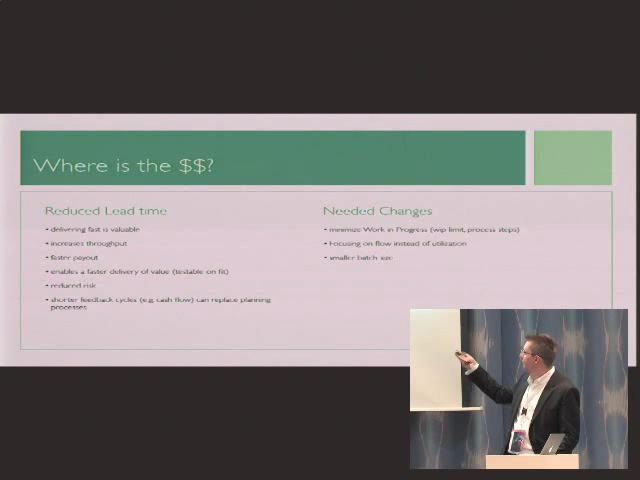 Where is the $$?
Reduced Lead time
• delivering fast is valuable
• increases throughput
• faster payout
• enables a faster delivery of value (testable on fit)
• reduced risk
• shorter feedback cycles (e.g. cash flow) can replace planning
processes
Needed Changes
• minimize Work in Progress (wip limit, process steps)
• Focusing on flow instead of utilization
• smaller batch size